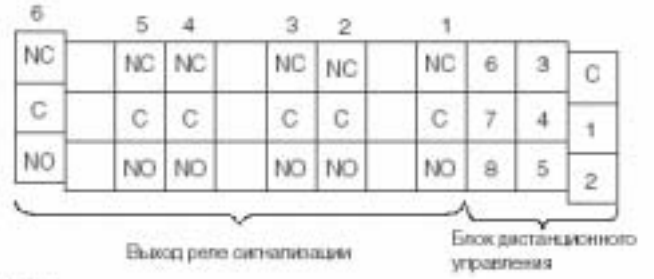 6 5 4 3 2 1
NC NC NC NC NC NC 6 3 C
C C C C C C 7 4 1
NO NO NO NO NO NO 8 5 2
Выход реле сигнализации
Блок дистанционного
управления